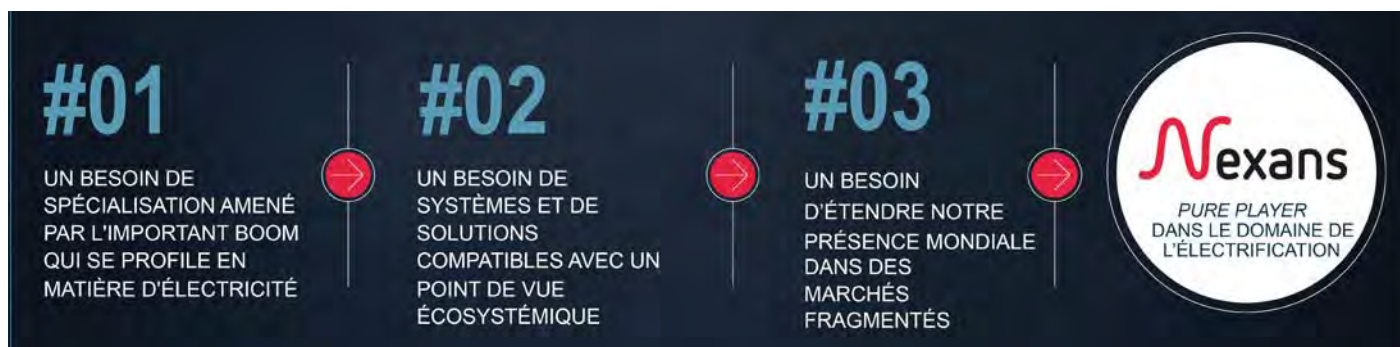 #01
UN BESOIN DE
SPÉCIALISATION AMENÉ
PAR L'IMPORTANT BOOM
QUI SE PROFILE EN
MATIÈRE D'ÉLECTRICITÉ
#02
UN BESOIN DE
SYSTÈMES ET DE
SOLUTIONS
COMPATIBLES AVEC UN
POINT DE VUE
ÉCOSYSTÉMIQUE
#03
UN BESOIN
D'ÉTENDRE NOTRE
PRÉSENCE MONDIALE
DANS DES
MARCHÉS
FRAGMENTÉS
Nexans
PURE PLAYER
DANS LE DOMAINE DE
L'ÉLECTRIFICATION